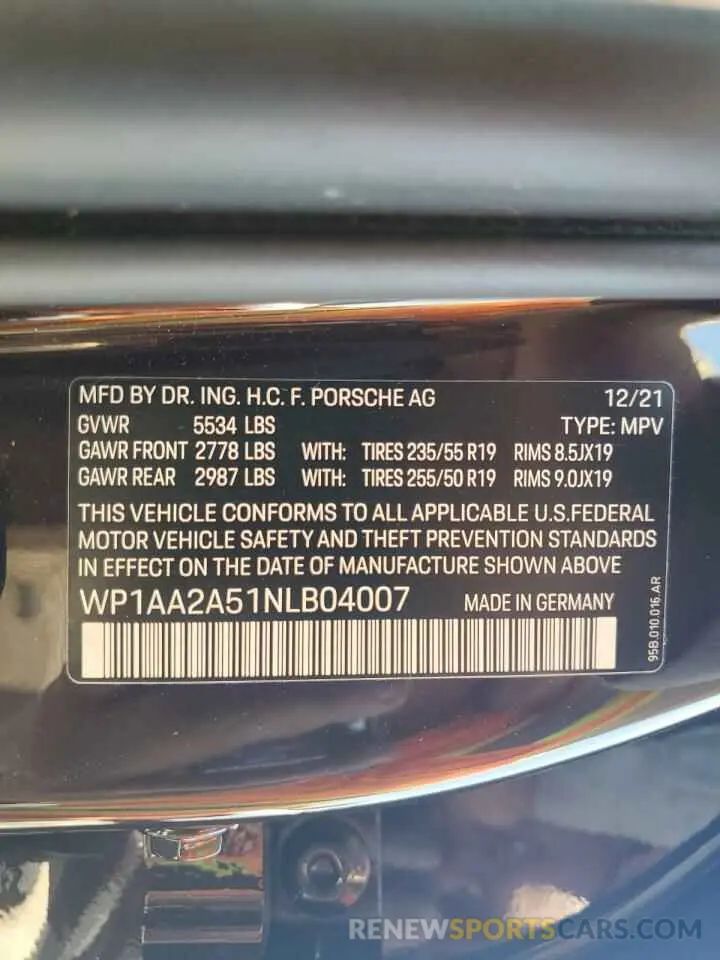 MFD BY DR. ING. H.C. F. PORSCHE AG 12/21
GVWR 5534 LBS TYPE: MPV
GAWR FRONT 2778 LBS WITH: TIRES 235/55 R19 RIMS 8.5JX19
GAWR REAR 2987 LBS WITH: TIRES 255/50 R19 RIMS 9.0JX19
THIS VEHICLE CONFORMS TO ALL APPLICABLE U.S.FEDERAL
MOTOR VEHICLE SAFETY AND THEFT PREVENTION STANDARDS
IN EFFECT ON THE DATE OF MANUFACTURE SHOWN ABOVE
WP1AA2A51NLB04007 MADE IN GERMANY
95B.010.016.AR
RENEWSPORTSCARS.COM